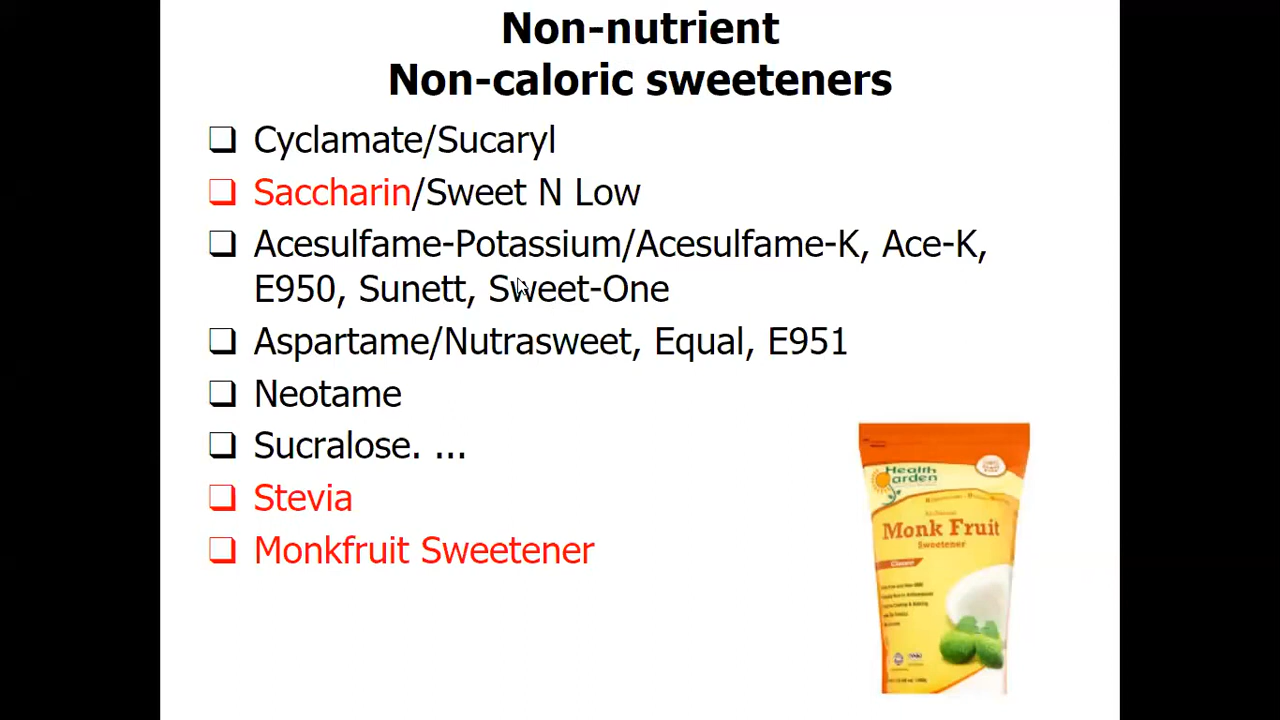 Non-nutrient
Non-caloric sweeteners
Cyclamate/Sucaryl
Saccharin/Sweet N Low
Acesulfame-Potassium/Acesulfame-K, Ace-K,
E950, Sunett, Sweet-One
Aspartame/Nutrasweet, Equal, E951
Neotame
Sucralose. ...
Stevia
Monkfruit Sweetener
Health
Garden
Monk Fruit
Sweetener
Classic